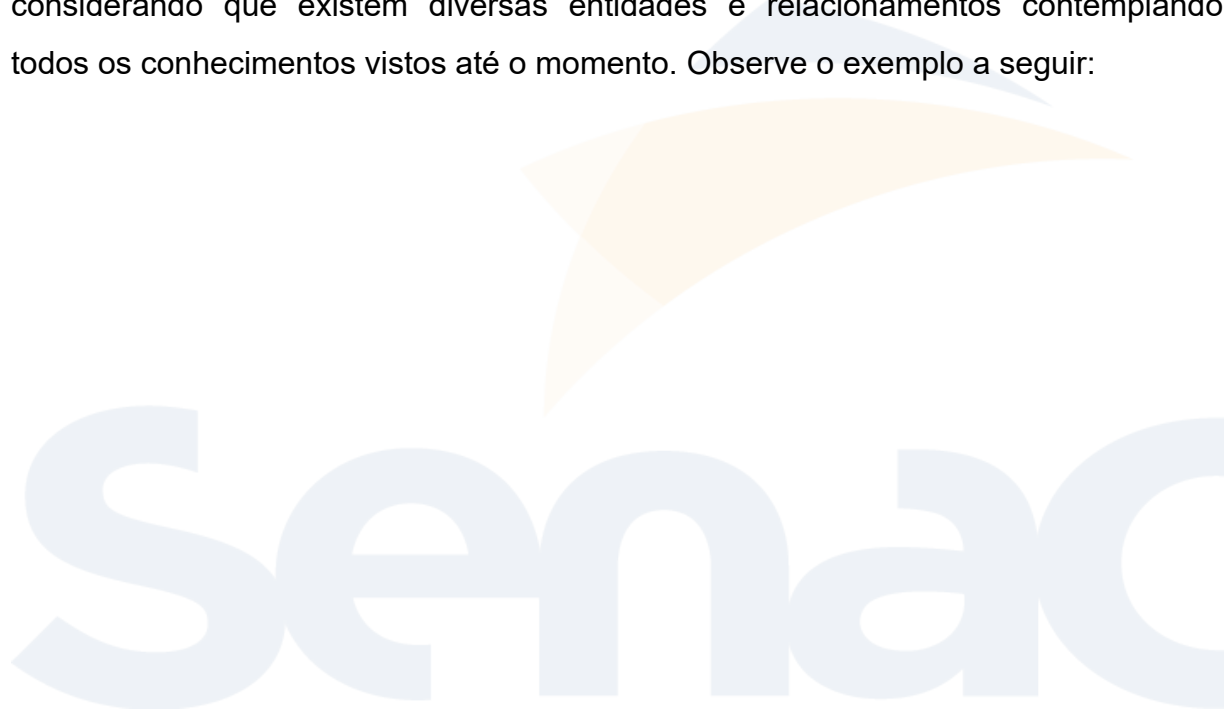 considerando que existem diversas entidades e relacionamentos contemplando
todos os conhecimentos vistos até o momento. Observe o exemplo a seguir:
Senac